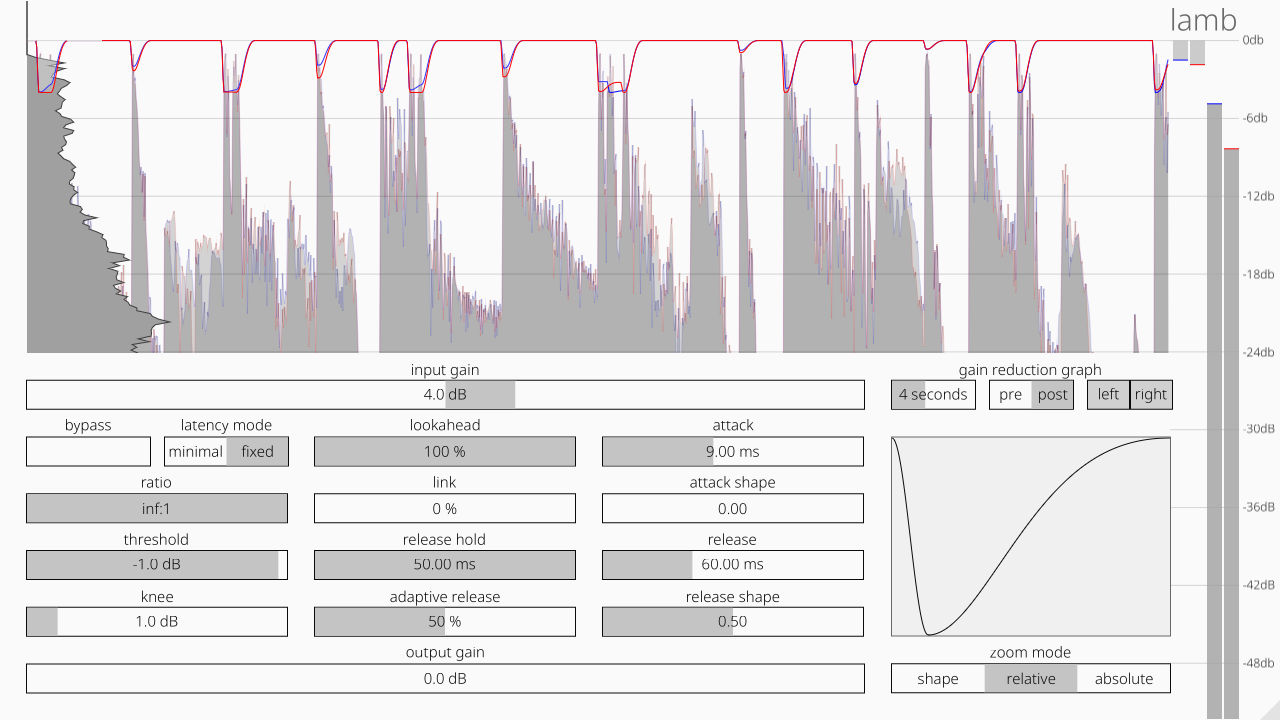 lamb
0db
-6db
-12db
-18db
-24db
-30dB
-36dB
-42dB
-48dB
input gain
4.0 dB
gain reduction graph
4 seconds
pre post
left right
bypass
latency mode
minimal fixed
lookahead
100 %
attack
9.00 ms
ratio
inf:1
link
0 %
attack shape
0.00
threshold
-1.0 dB
release hold
50.00 ms
release
60.00 ms
knee
1.0 dB
adaptive release
50 %
release shape
0.50
output gain
0.0 dB
zoom mode
shape relative absolute